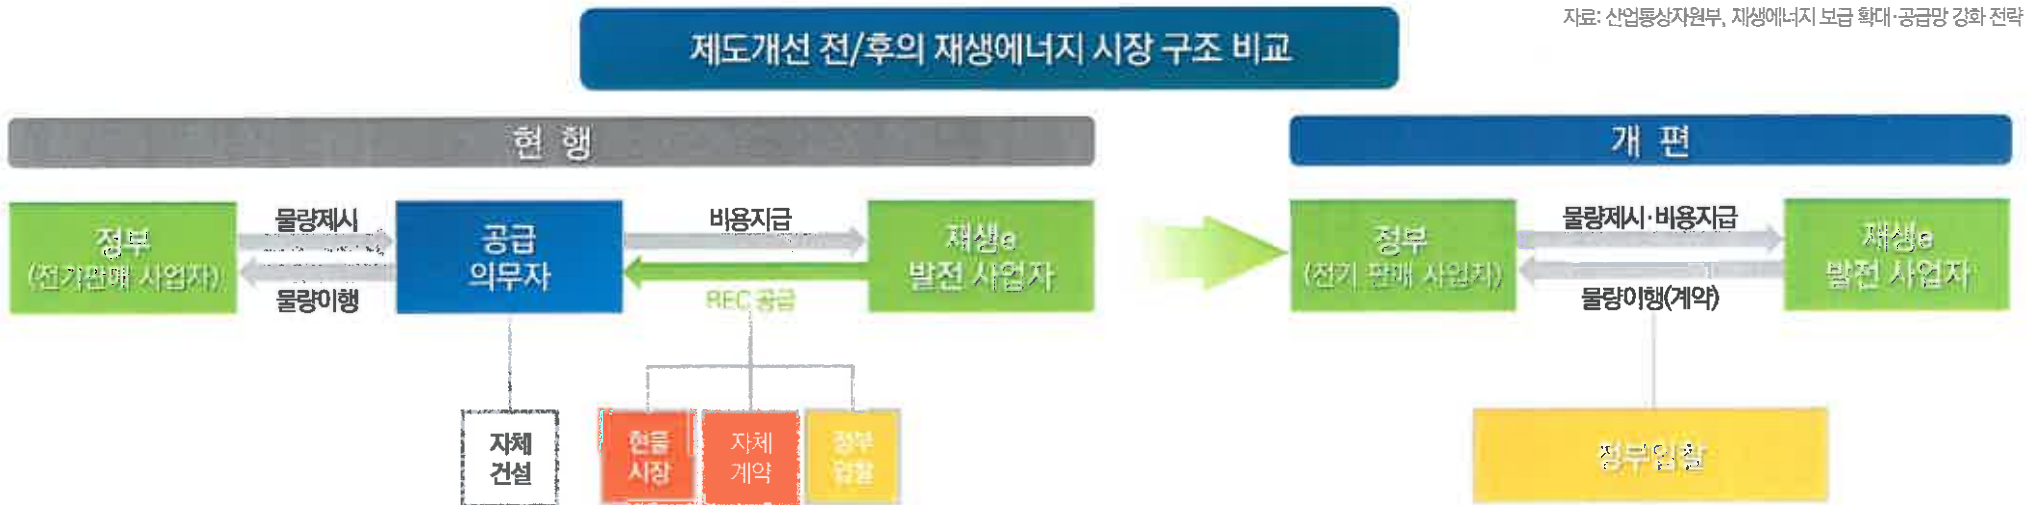 자료: 산업통상자원부, 재생에너지 보급 확대·공급망 강화 전략
제도개선 전/후의 재생에너지 시장 구조 비교
현 행
정부
(전기판매 사업자)
물량제시
물량이행
공급
의무자
비용지급
REC 공급
재생e
발전 사업자
자체
건설
현물
시장
자체
계약
정부
입찰
개 편
정부
(전기 판매 사업자)
물량제시·비용지급
물량이행(계약)
재생e
발전 사업자
정부입찰